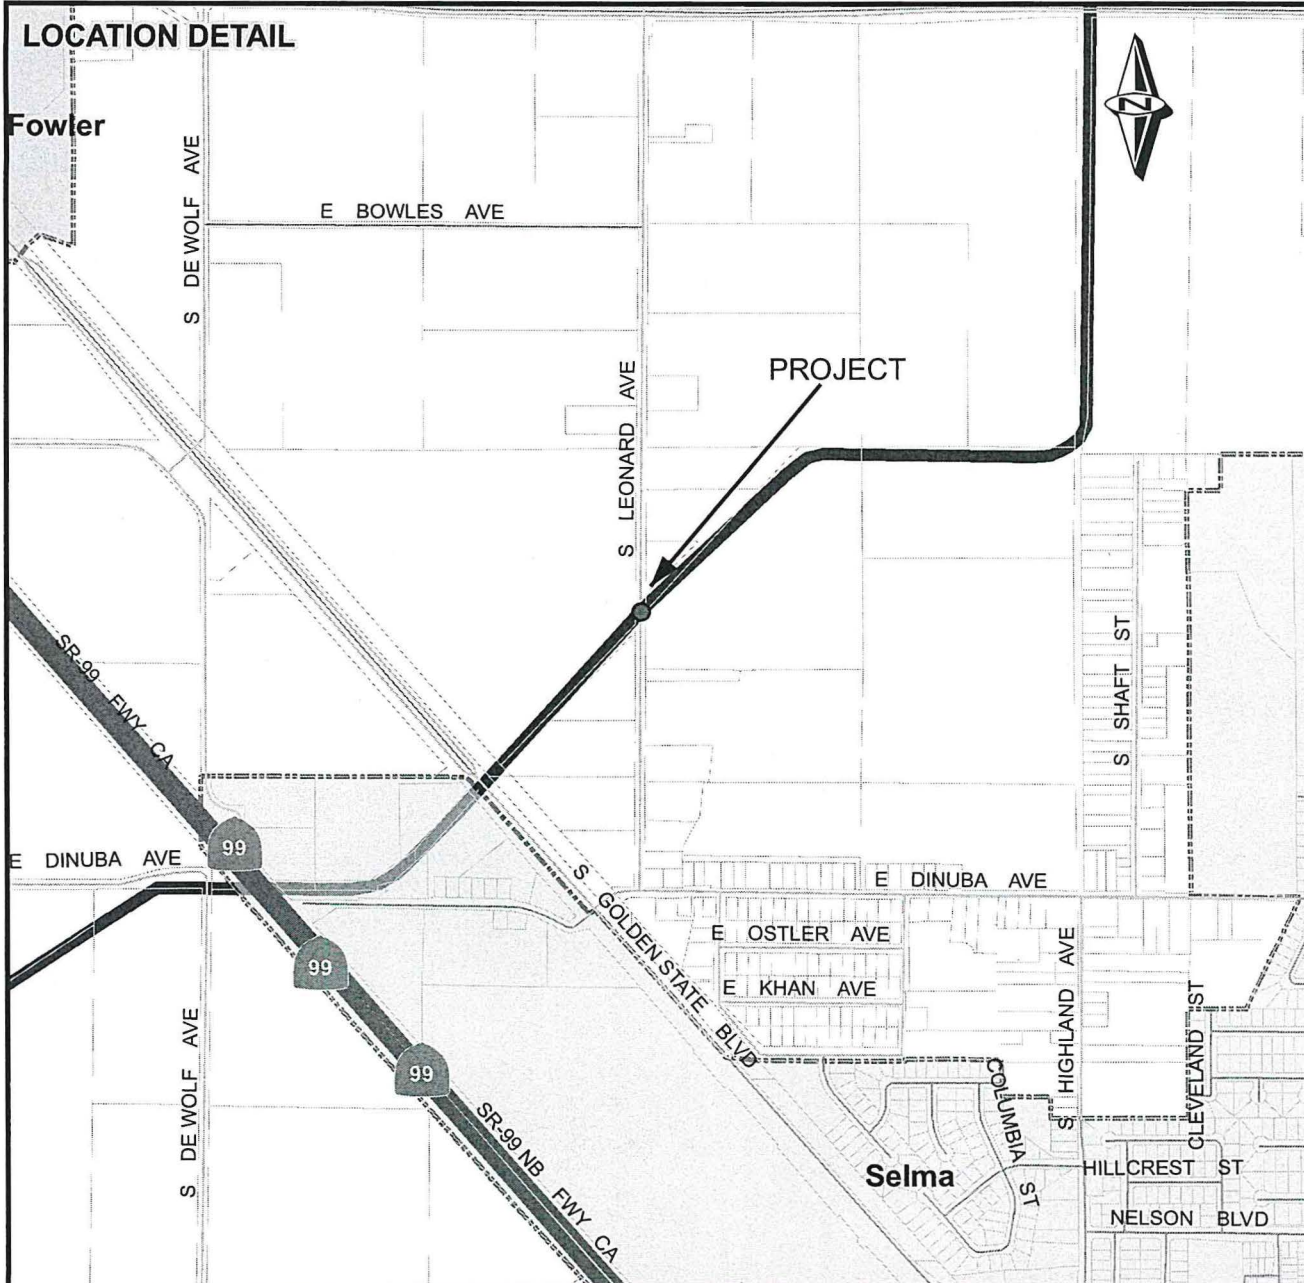 LOCATION DETAIL
Fowler
N
S DE WOLF AVE
E BOWLES AVE
PROJECT
S LEONARD AVE
SR-99 FWY CA
S SHAFT ST
99
E DINUBA AVE
E DINUBA AVE
S GOLDEN STATE BLVD
E OSTLER AVE
99
E KHAN AVE
S HIGHLAND AVE
CLEVELAND ST
99
S DE WOLF AVE
SR-99 NB FWY CA
COLUMBIA ST
Selma
HILLCREST ST
NELSON BLVD